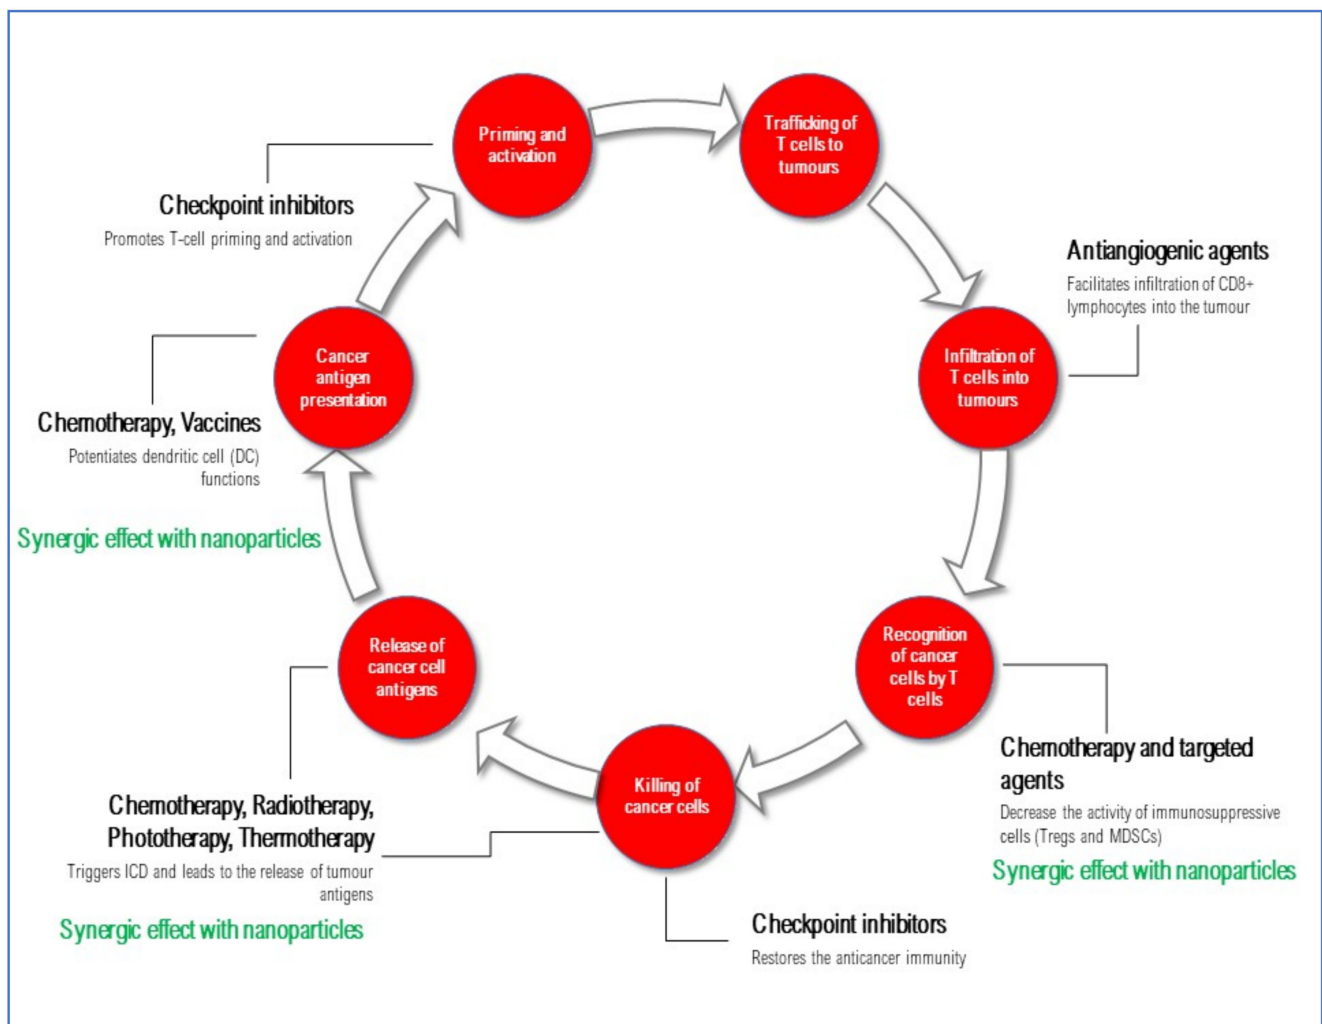 Priming and
activation
Trafficking of
T cells to
tumours
Checkpoint inhibitors
Promotes T-cell priming and activation
Antiangiogenic agents
Facilitates infiltration of CD8+
lymphocytes into the tumour
Cancer
antigen
presentation
Infiltration of
T cells into
tumours
Chemotherapy, Vaccines
Potentiates dendritic cell (DC)
functions
Synergic effect with nanoparticles
Release of
cancer cell
antigens
Recognition
of cancer
cells by T
cells
Chemotherapy and targeted
agents
Decrease the activity of immunosuppressive
cells (Tregs and MDSCs)
Synergic effect with nanoparticles
Killing of
cancer cells
Chemotherapy, Radiotherapy,
Phototherapy, Thermotherapy
Triggers ICD and leads to the release of tumour
antigens
Synergic effect with nanoparticles
Checkpoint inhibitors
Restores the anticancer immunity